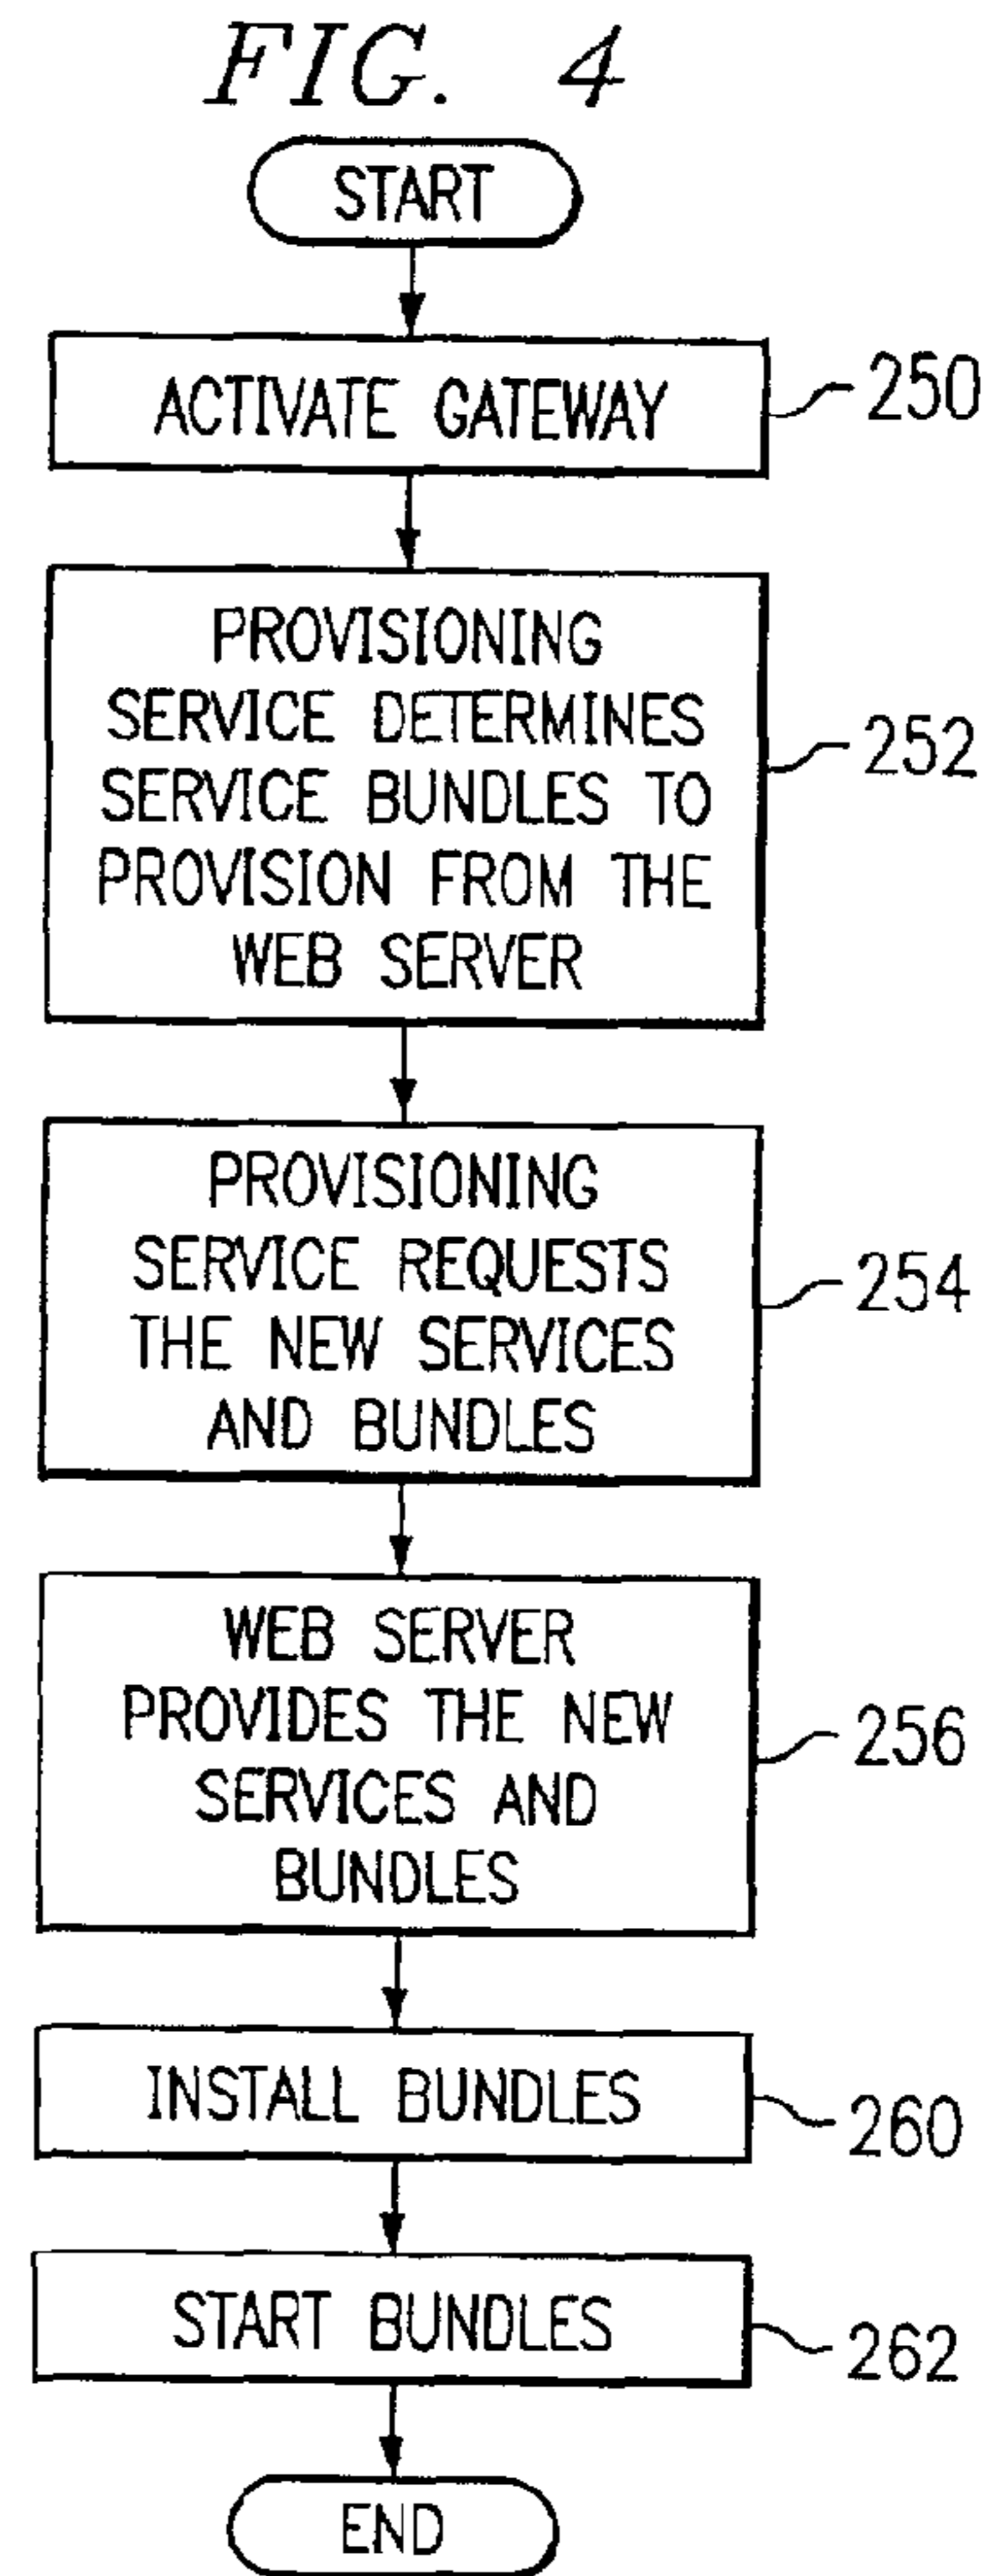 FIG. 4
START
ACTIVATE GATEWAY
250
PROVISIONING
SERVICE DETERMINES
SERVICE BUNDLES TO
PROVISION FROM THE
WEB SERVER
252
PROVISIONING
SERVICE REQUESTS
THE NEW SERVICES
AND BUNDLES
254
WEB SERVER
PROVIDES THE NEW
SERVICES AND
BUNDLES
256
INSTALL BUNDLES
260
START BUNDLES
262
END